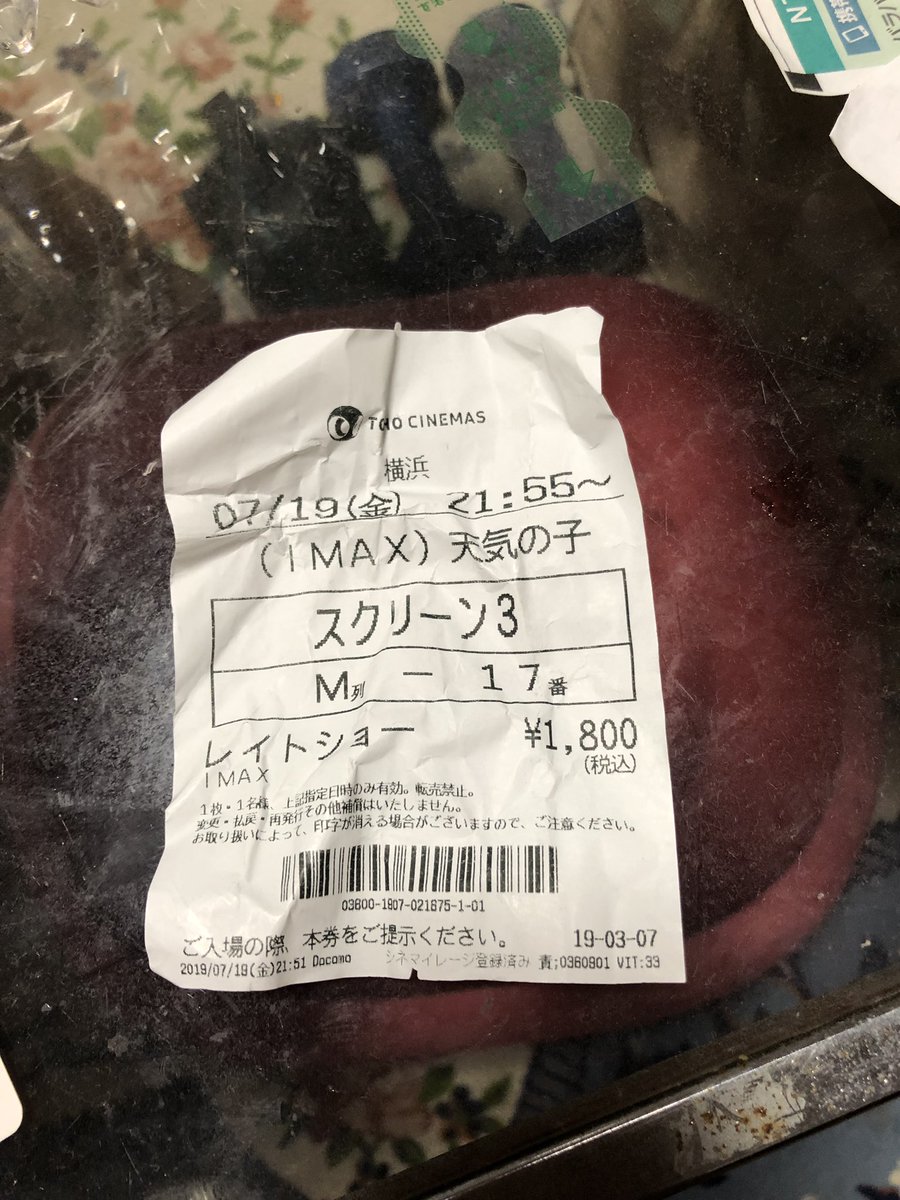 TOHO CINEMAS
横浜
07/19(金) 21:55～
(IMAX) 天気の子
スクリーン3
M列 － 17番
レイトショー ¥1,800
IMAX (税込)
1枚・1名様、上記指定日時のみ有効。転売禁止。
変更・払戻・再発行その他補償はいたしません。
お取り扱いによって、印字が消える場合がございますので、ご注意ください。
03600-1907-021675-1-01
ご入場の際 本券をご提示ください。 19-03-07
2019/07/19(金)21:51 Docomo シネマイレージ登録済み 責;0360901 VIT:33